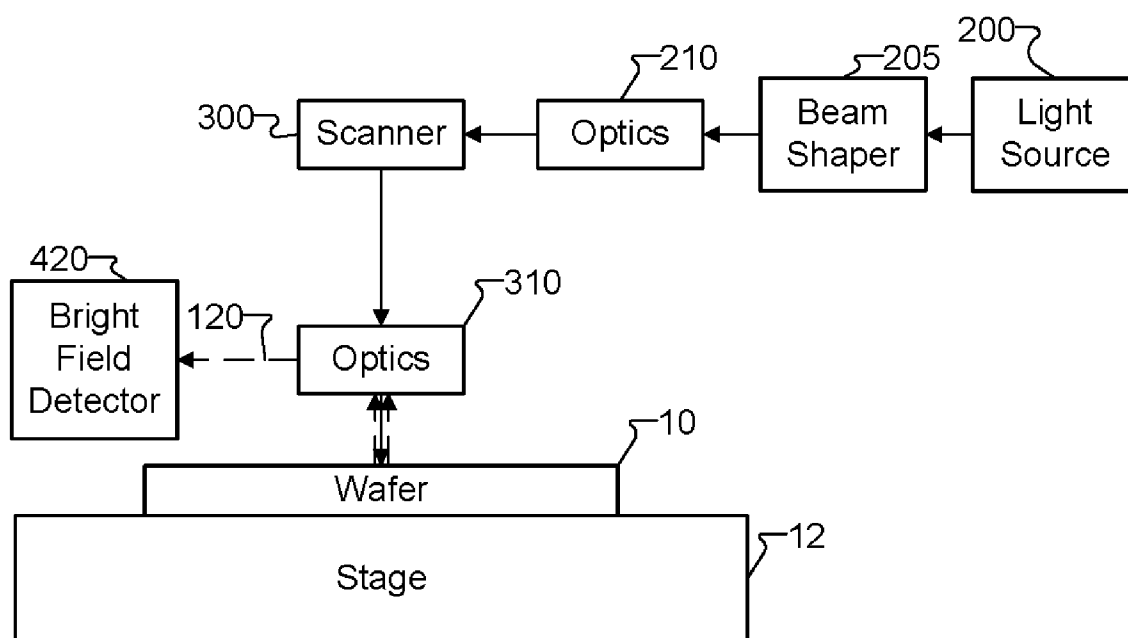 200
205
210
300
Scanner
Optics
Beam
Shaper
Light
Source
420
120
310
Bright
Field
Detector
Optics
10
Wafer
12
Stage